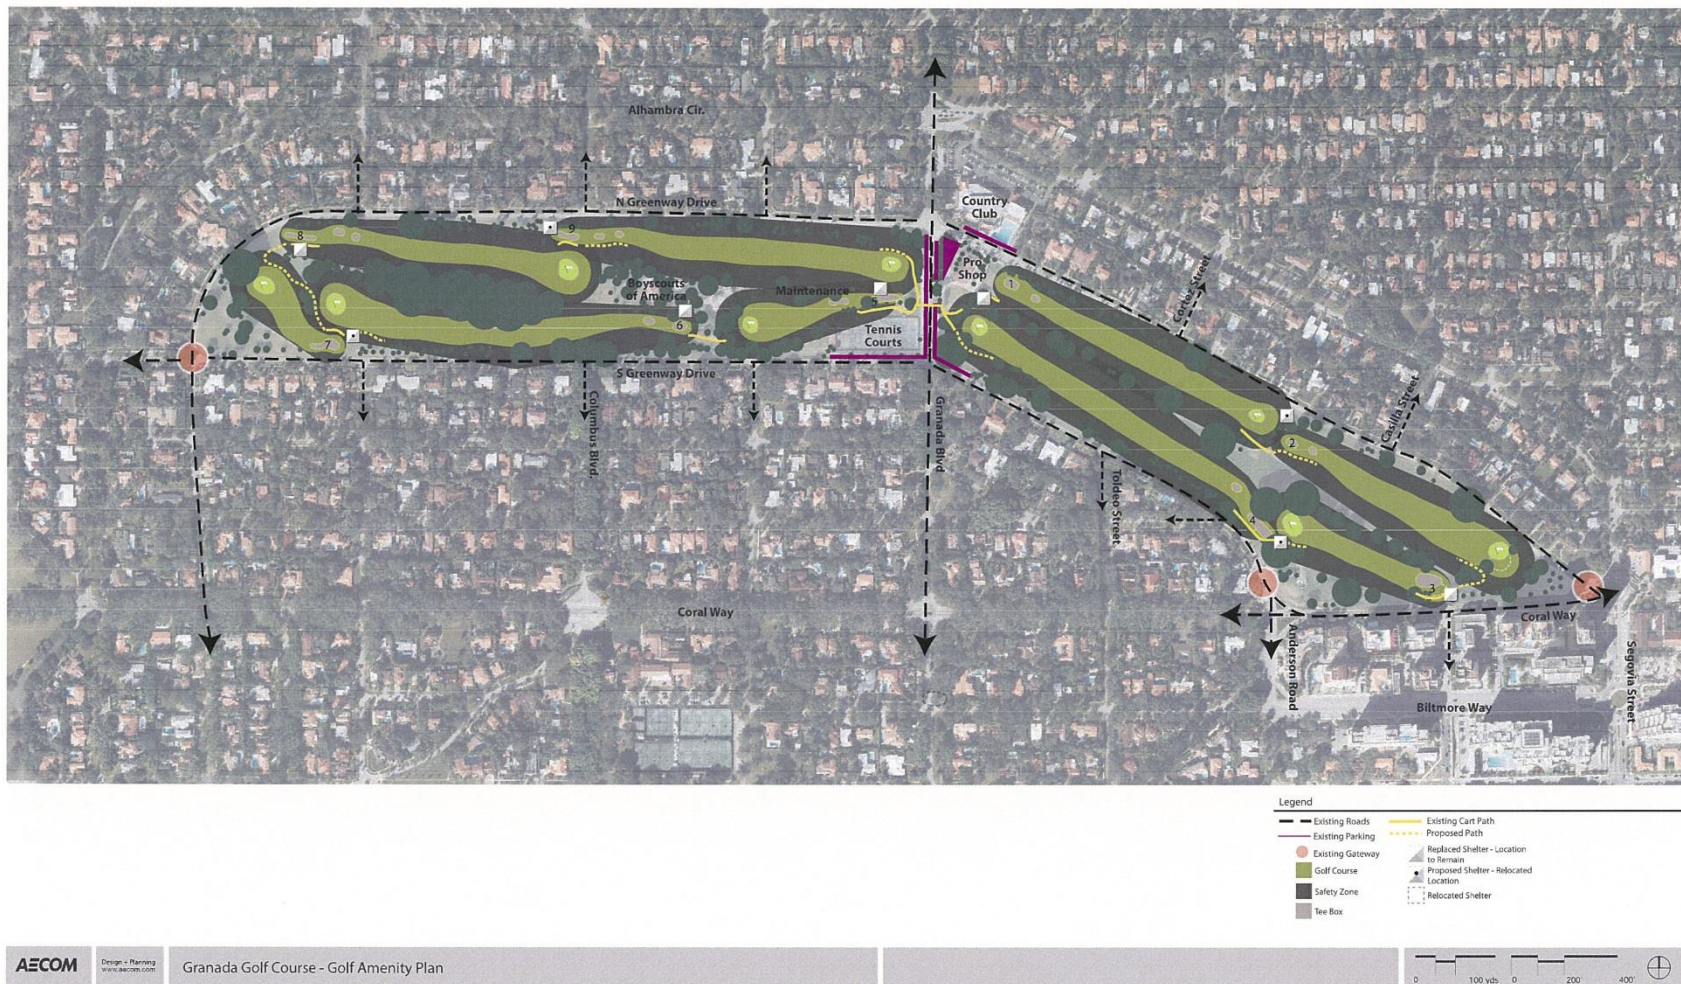 Alhambra Cir.
N Greenway Drive
Country
Club
8
9
Pro
Shop
1
Cortez Street
Boyscouts
of America
Maintenance
5
6
7
Tennis
Courts
S Greenway Drive
Columbus Blvd.
Granada Blvd
Casilla Street
2
Toldeo Street
4
3
Coral Way
Coral Way
Anderson Road
Segovia Street
Biltmore Way
Legend
Existing Roads
Existing Cart Path
Existing Parking
Proposed Path
Existing Gateway
Replaced Shelter - Location
to Remain
Golf Course
Proposed Shelter - Relocated
Location
Safety Zone
Relocated Shelter
Tee Box
AECOM
Design + Planning
www.aecom.com
Granada Golf Course - Golf Amenity Plan
0 100 yds 0 200' 400'